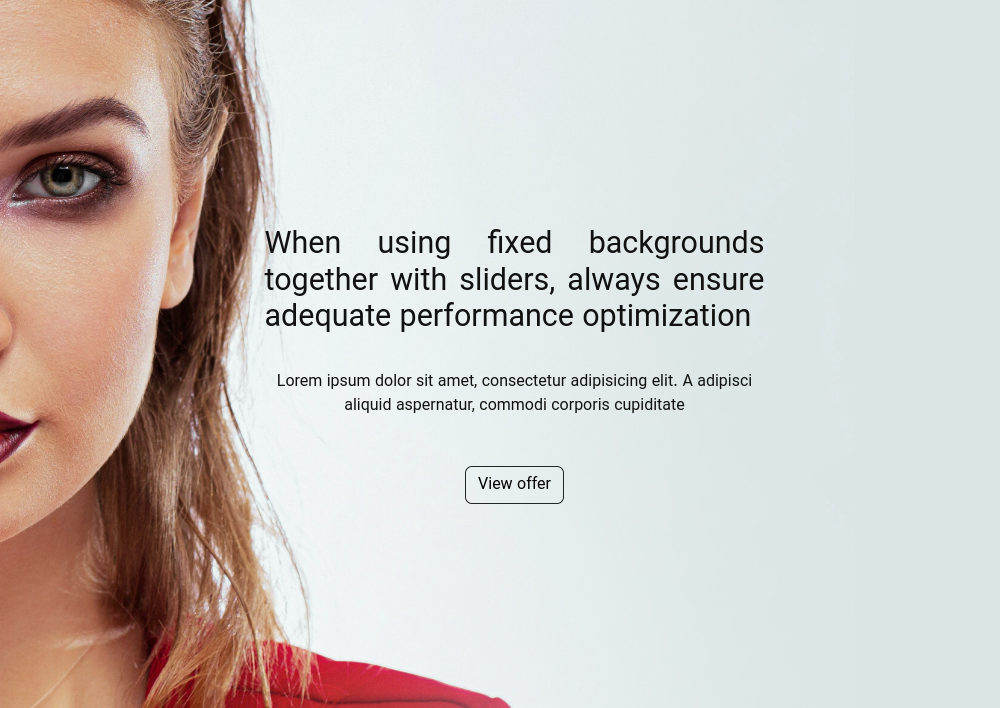 When using fixed backgrounds
together with sliders, always ensure
adequate performance optimization
Lorem ipsum dolor sit amet, consectetur adipisicing elit. A adipisci
aliquid aspernatur, commodi corporis cupiditate
View offer